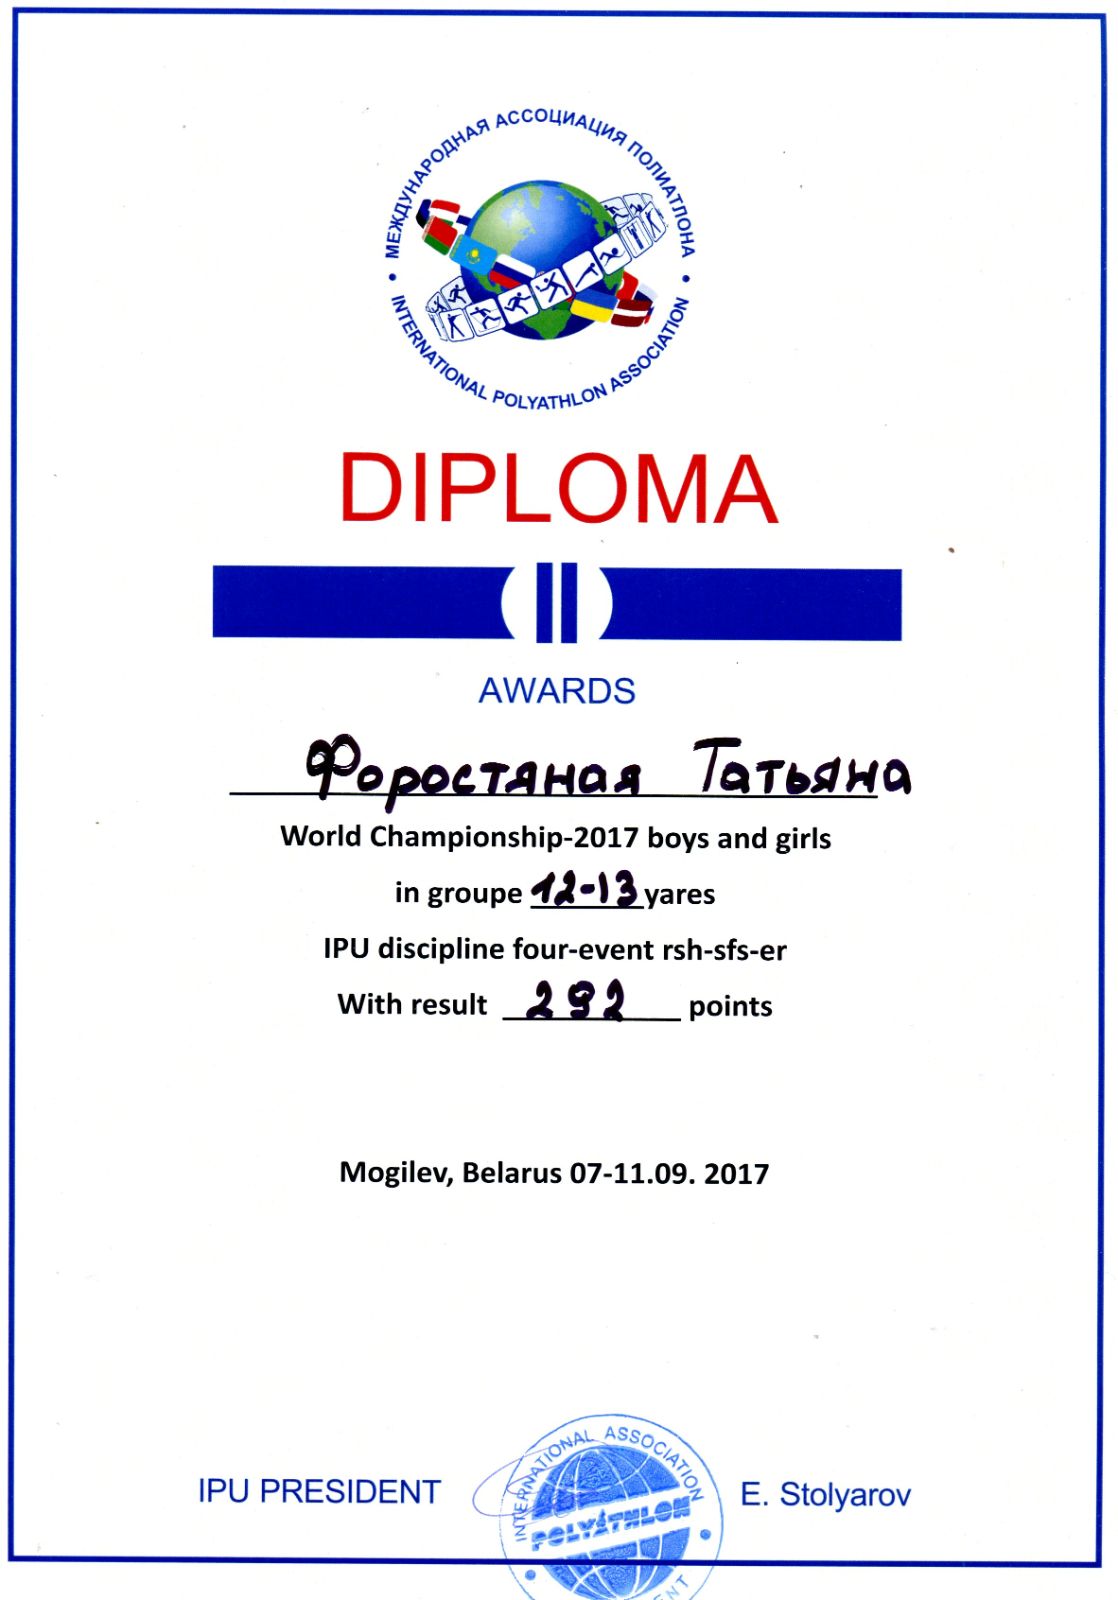 МЕЖДУНАРОДНАЯ АССОЦИАЦИЯ ПОЛИАТЛОНА
INTERNATIONAL POLYATHLON ASSOCIATION
DIPLOMA
II
AWARDS
Форостяная Татьяна
World Championship-2017 boys and girls
in groupe 12-13 yares
IPU discipline four-event rsh-sfs-er
With result 292 points
Mogilev, Belarus 07-11.09. 2017
INTERNATIONAL ASSOCIATION
IPU PRESIDENT E. Stolyarov
POLYATHLON